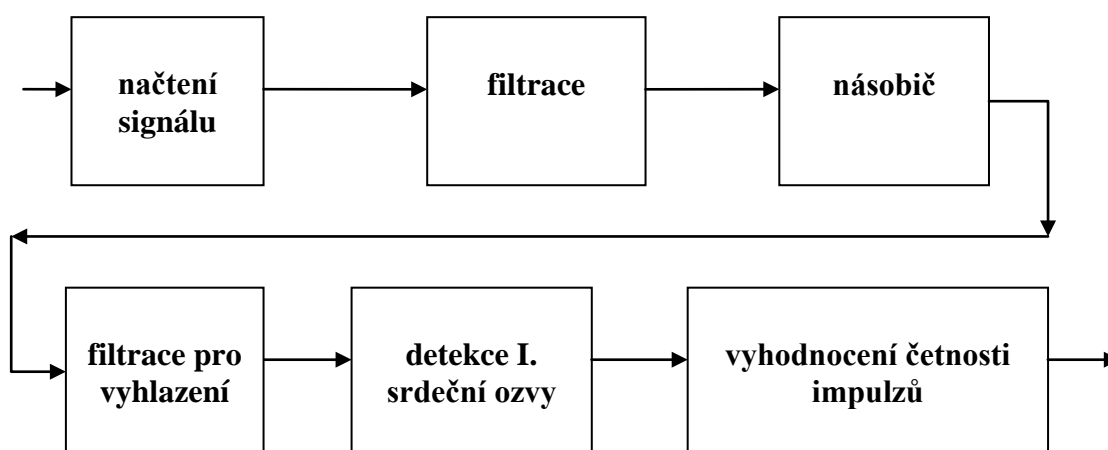 načtení
signálu
filtrace
násobič
filtrace pro
vyhlazení
detekce I.
srdeční ozvy
vyhodnocení četnosti
impulzů